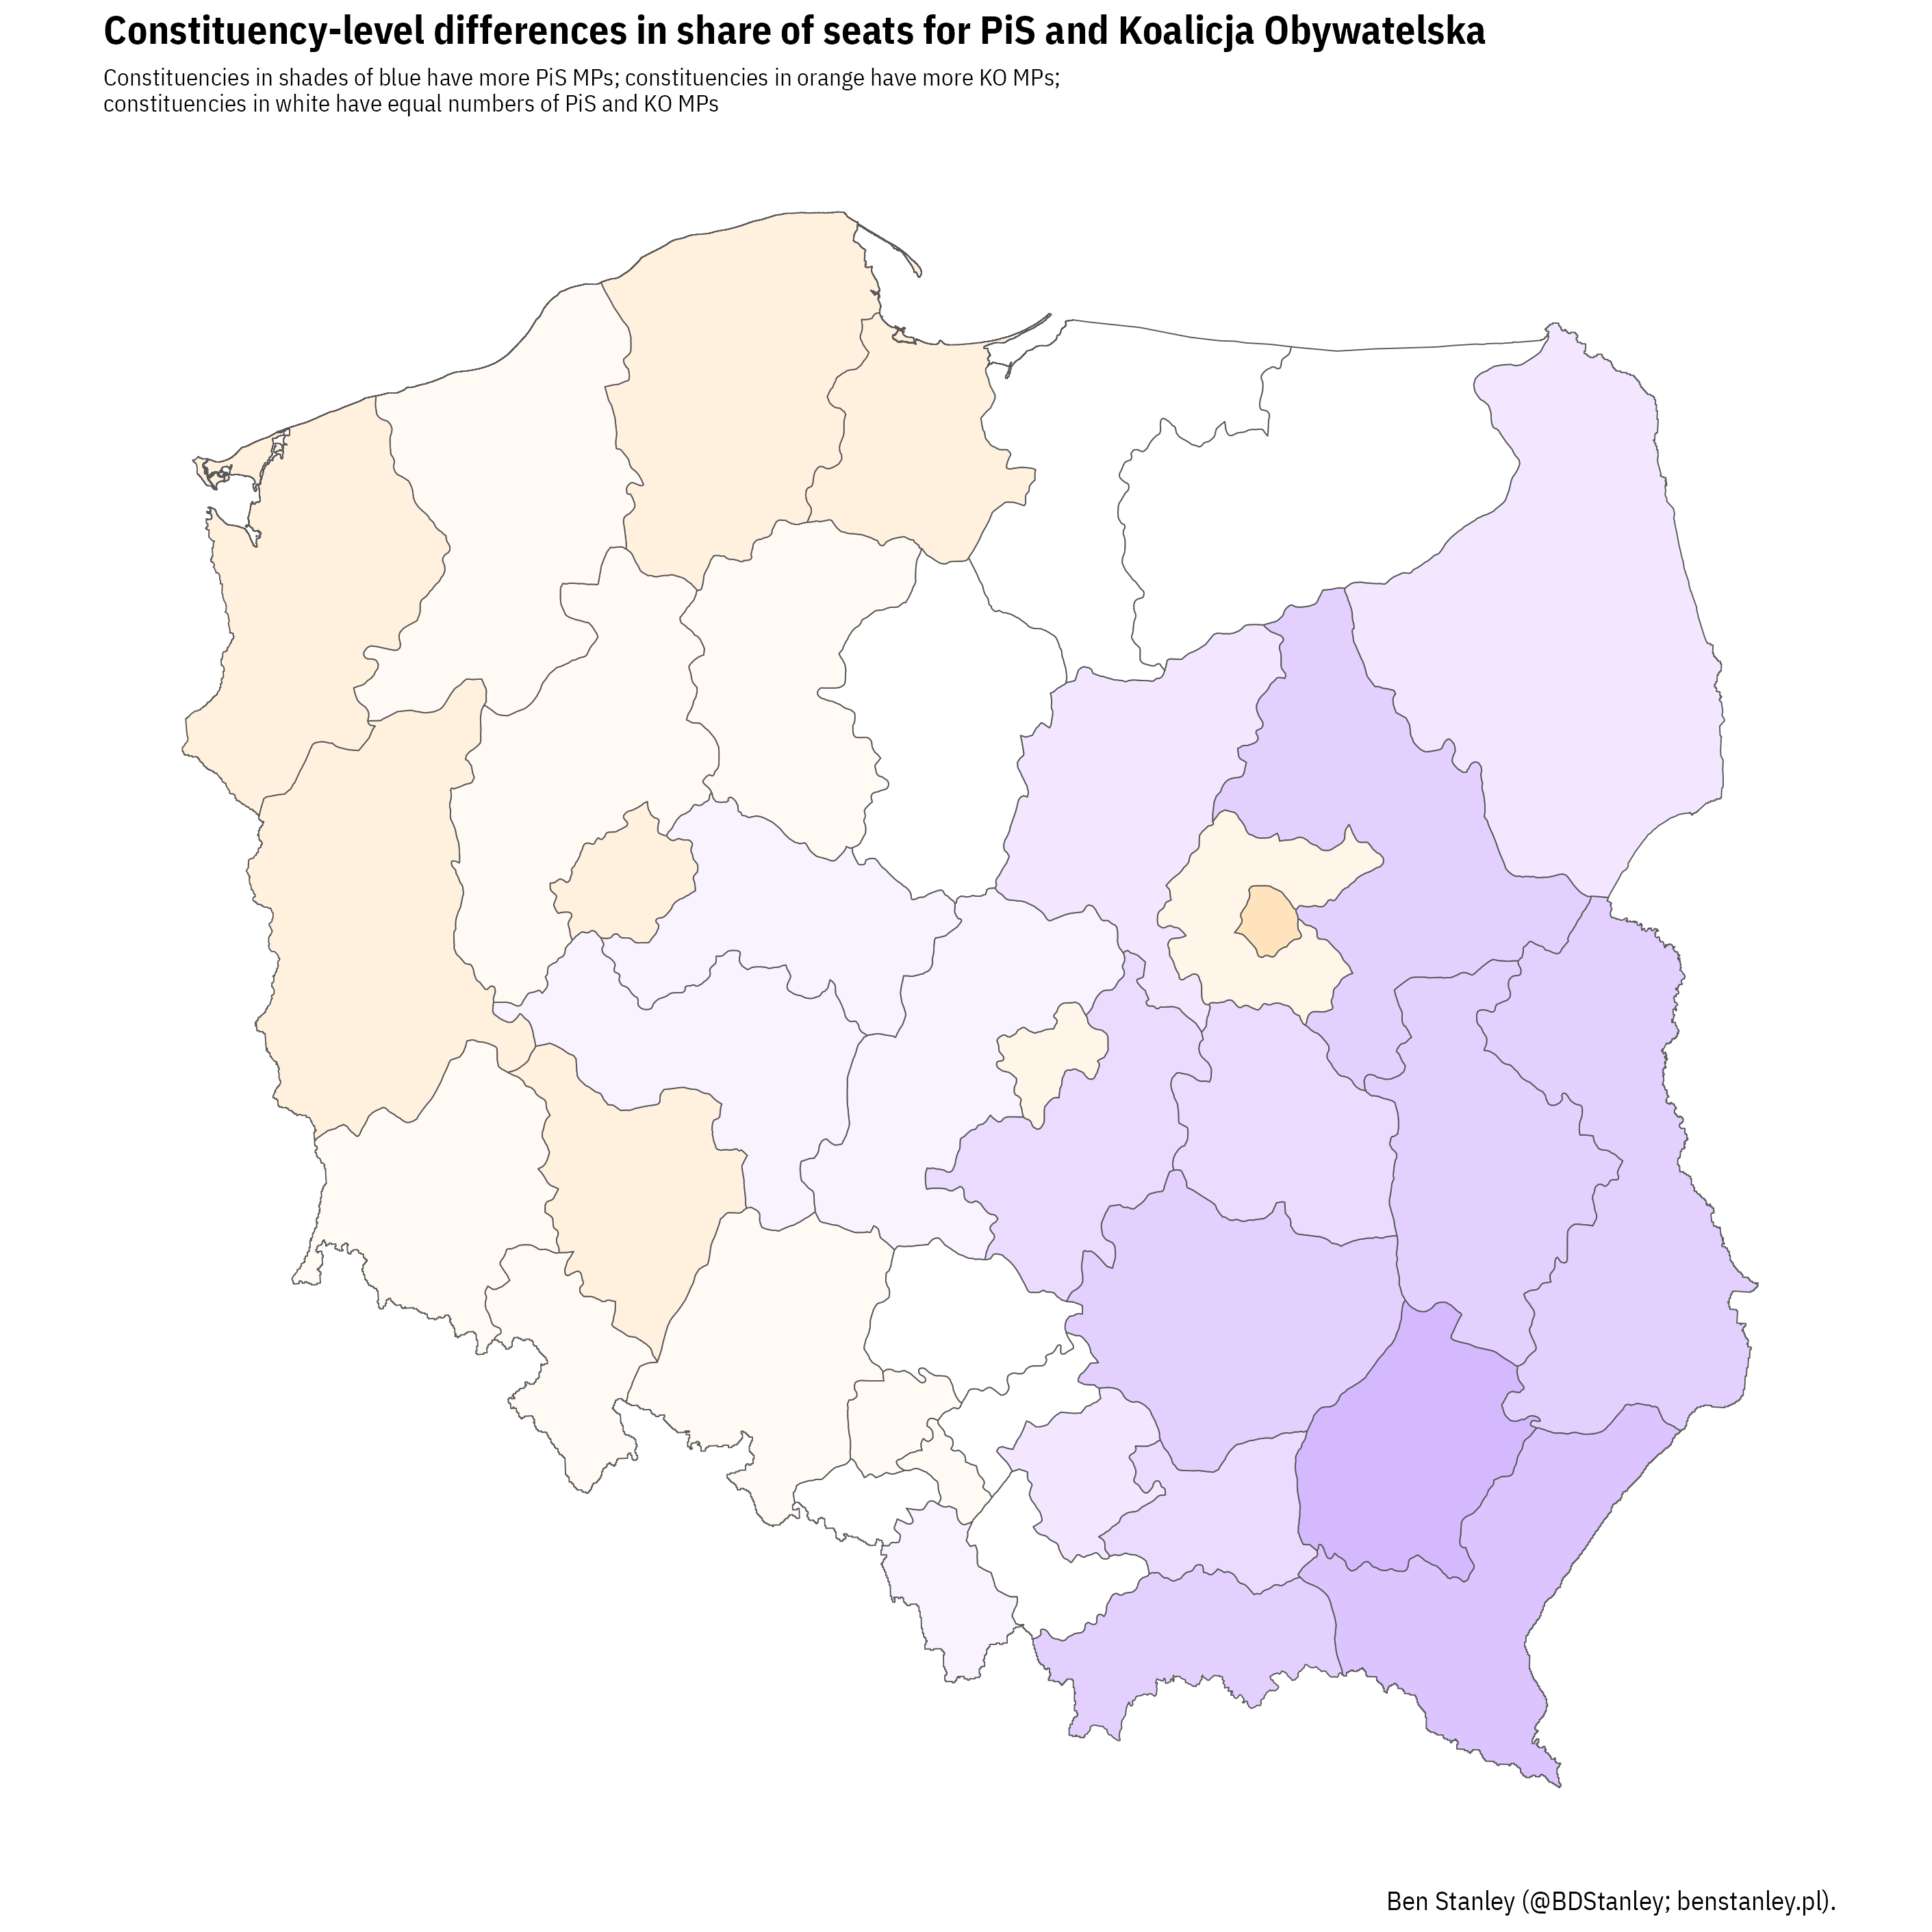 Constituency-level differences in share of seats for PiS and Koalicja Obywatelska
Constituencies in shades of blue have more PiS MPs; constituencies in orange have more KO MPs;
constituencies in white have equal numbers of PiS and KO MPs
Ben Stanley (@BDStanley; benstanley.pl).